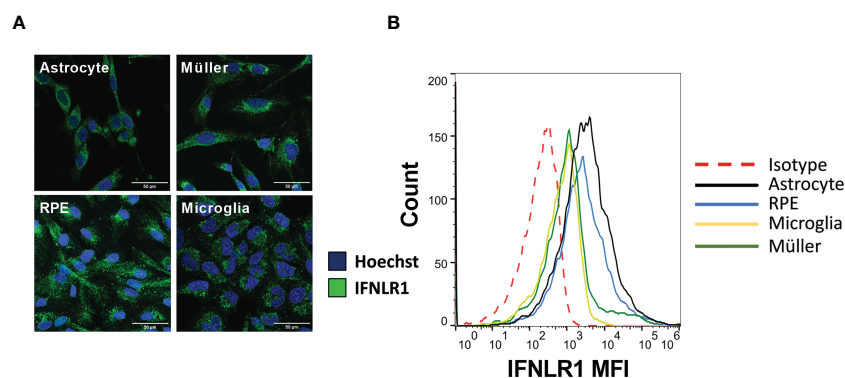 A
Astrocyte
50 µm
Müller
50 µm
RPE
50 µm
Microglia
50 µm
Hoechst
IFNLR1
B
Count
200
150
100
50
0
10^0
10^1
10^2
10^3
10^4
10^5
10^6
IFNLR1 MFI
Isotype
Astrocyte
RPE
Microglia
Müller